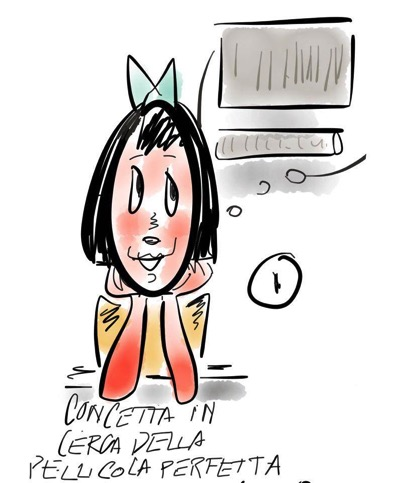 CONCETTA IN
CERCA DELLA
PELLICOLA PERFETTA